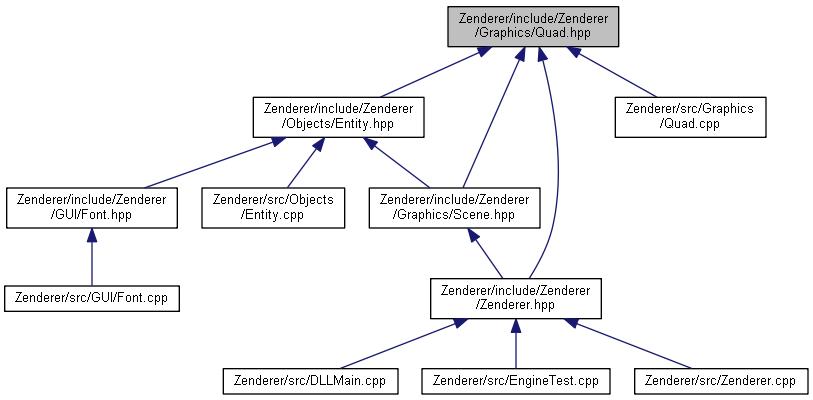 Zenderer/include/Zenderer
/Graphics/Quad.hpp
Zenderer/include/Zenderer
/Objects/Entity.hpp
Zenderer/src/Graphics
/Quad.cpp
Zenderer/include/Zenderer
/GUI/Font.hpp
Zenderer/src/Objects
/Entity.cpp
Zenderer/include/Zenderer
/Graphics/Scene.hpp
Zenderer/src/GUI/Font.cpp
Zenderer/include/Zenderer
/Zenderer.hpp
Zenderer/src/DLLMain.cpp
Zenderer/src/EngineTest.cpp
Zenderer/src/Zenderer.cpp